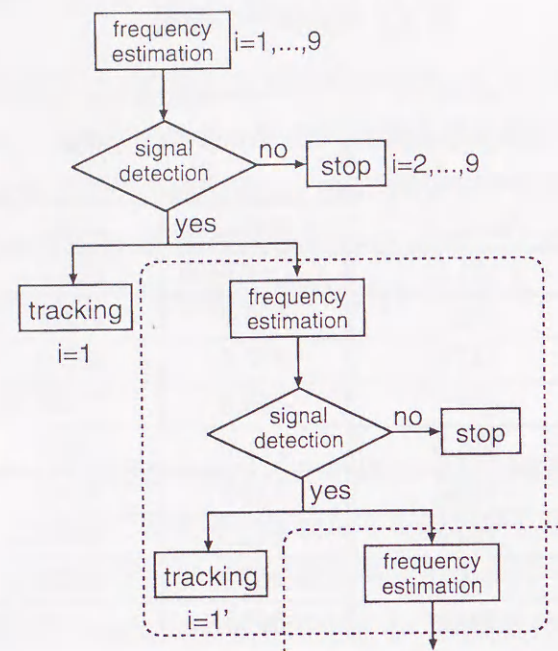 frequency
estimation
i=1,...,9
signal
detection
no
stop
i=2,...,9
yes
tracking
i=1
frequency
estimation
signal
detection
no
stop
yes
tracking
i=1'
frequency
estimation